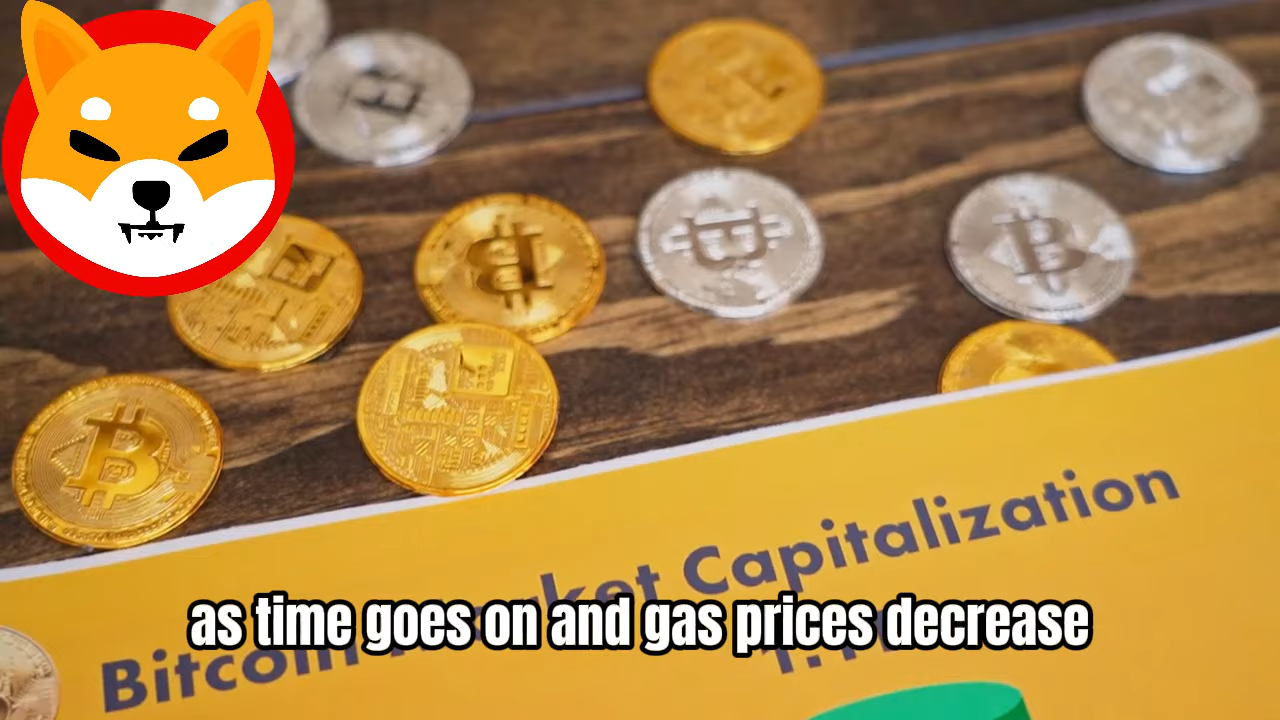 Bitcoin Market Capitalization
as time goes on and gas prices decrease